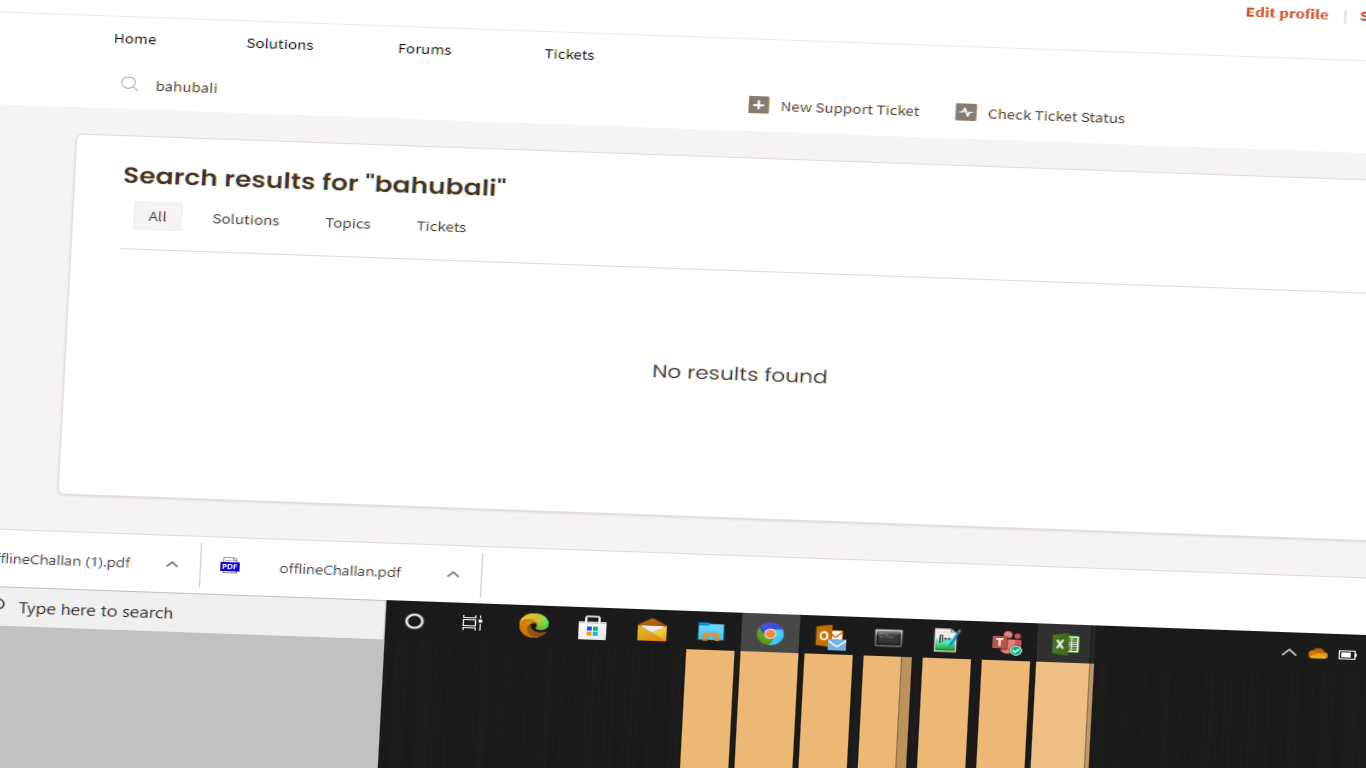 Edit profile
Home Solutions Forums Tickets
bahubali
New Support Ticket Check Ticket Status
Search results for "bahubali"
All Solutions Topics Tickets
No results found
flineChallan (1).pdf
PDF offlineChallan.pdf
Type here to search